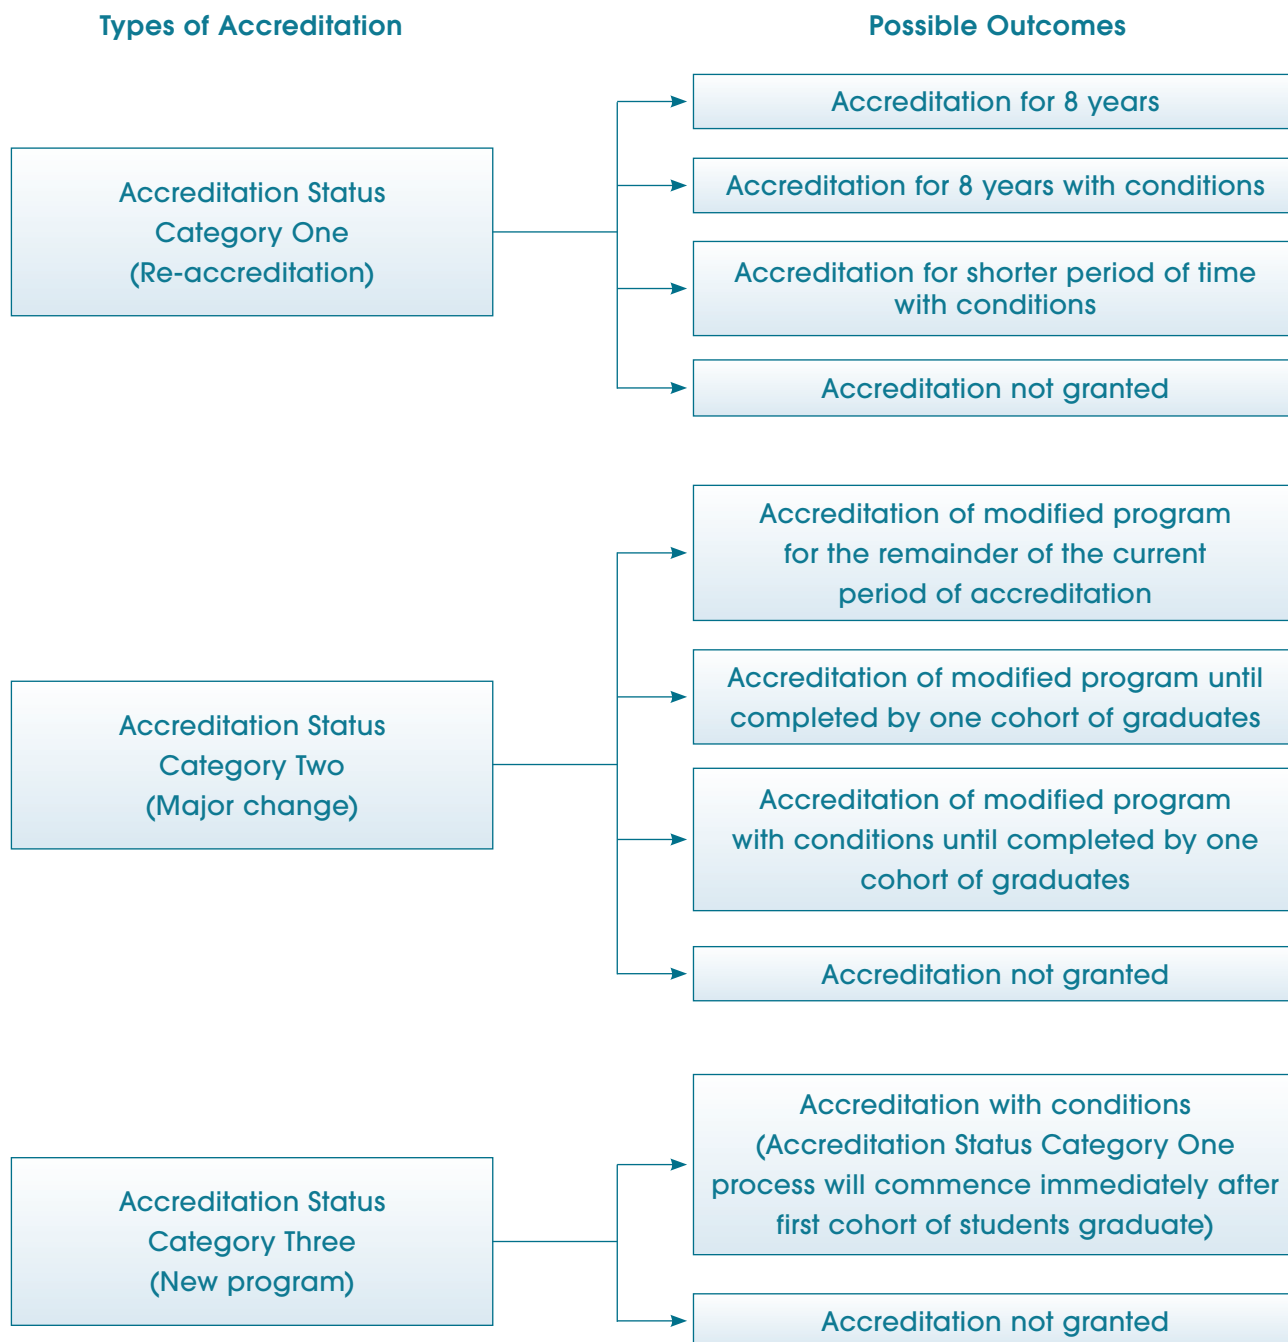 Types of Accreditation
Possible Outcomes
Accreditation Status
Category One
(Re-accreditation)
Accreditation for 8 years
Accreditation for 8 years with conditions
Accreditation for shorter period of time
with conditions
Accreditation not granted
Accreditation Status
Category Two
(Major change)
Accreditation of modified program
for the remainder of the current
period of accreditation
Accreditation of modified program until
completed by one cohort of graduates
Accreditation of modified program
with conditions until completed by one
cohort of graduates
Accreditation not granted
Accreditation Status
Category Three
(New program)
Accreditation with conditions
(Accreditation Status Category One
process will commence immediately after
first cohort of students graduate)
Accreditation not granted